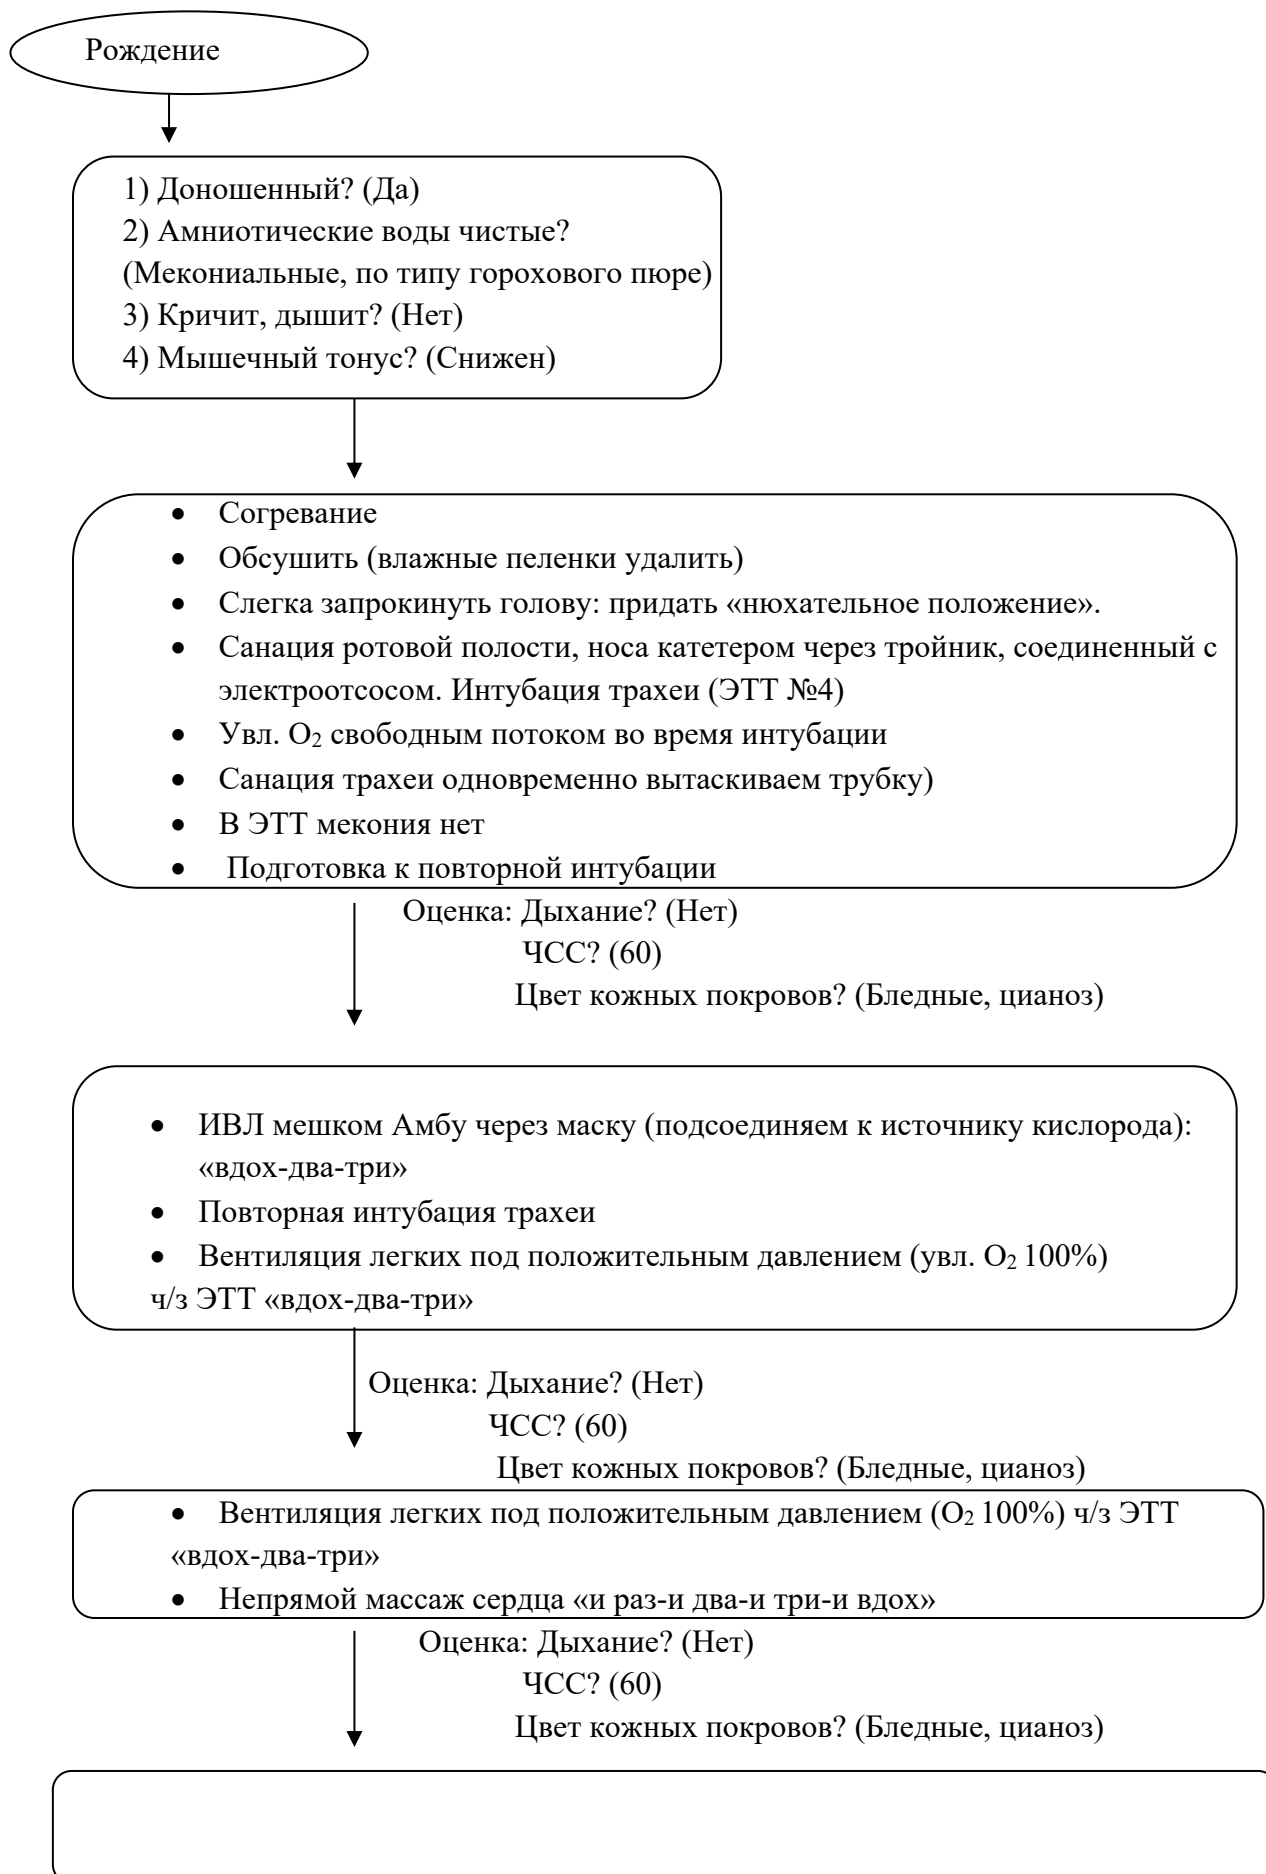 Рождение
1) Доношенный? (Да)
2) Амниотические воды чистые?
(Мекониальные, по типу горохового пюре)
3) Кричит, дышит? (Нет)
4) Мышечный тонус? (Снижен)
• Согревание
• Обсушить (влажные пеленки удалить)
• Слегка запрокинуть голову: придать «нюхательное положение».
• Санация ротовой полости, носа катетером через тройник, соединенный с
электроотсосом. Интубация трахеи (ЭТТ №4)
• Увл. O₂ свободным потоком во время интубации
• Санация трахеи одновременно вытаскиваем трубку)
• В ЭТТ мекония нет
• Подготовка к повторной интубации
Оценка: Дыхание? (Нет)
ЧСС? (60)
Цвет кожных покровов? (Бледные, цианоз)
• ИВЛ мешком Амбу через маску (подсоединяем к источнику кислорода):
«вдох-два-три»
• Повторная интубация трахеи
• Вентиляция легких под положительным давлением (увл. O₂ 100%)
ч/з ЭТТ «вдох-два-три»
Оценка: Дыхание? (Нет)
ЧСС? (60)
Цвет кожных покровов? (Бледные, цианоз)
• Вентиляция легких под положительным давлением (O₂ 100%) ч/з ЭТТ
«вдох-два-три»
• Непрямой массаж сердца «и раз-и два-и три-и вдох»
Оценка: Дыхание? (Нет)
ЧСС? (60)
Цвет кожных покровов? (Бледные, цианоз)